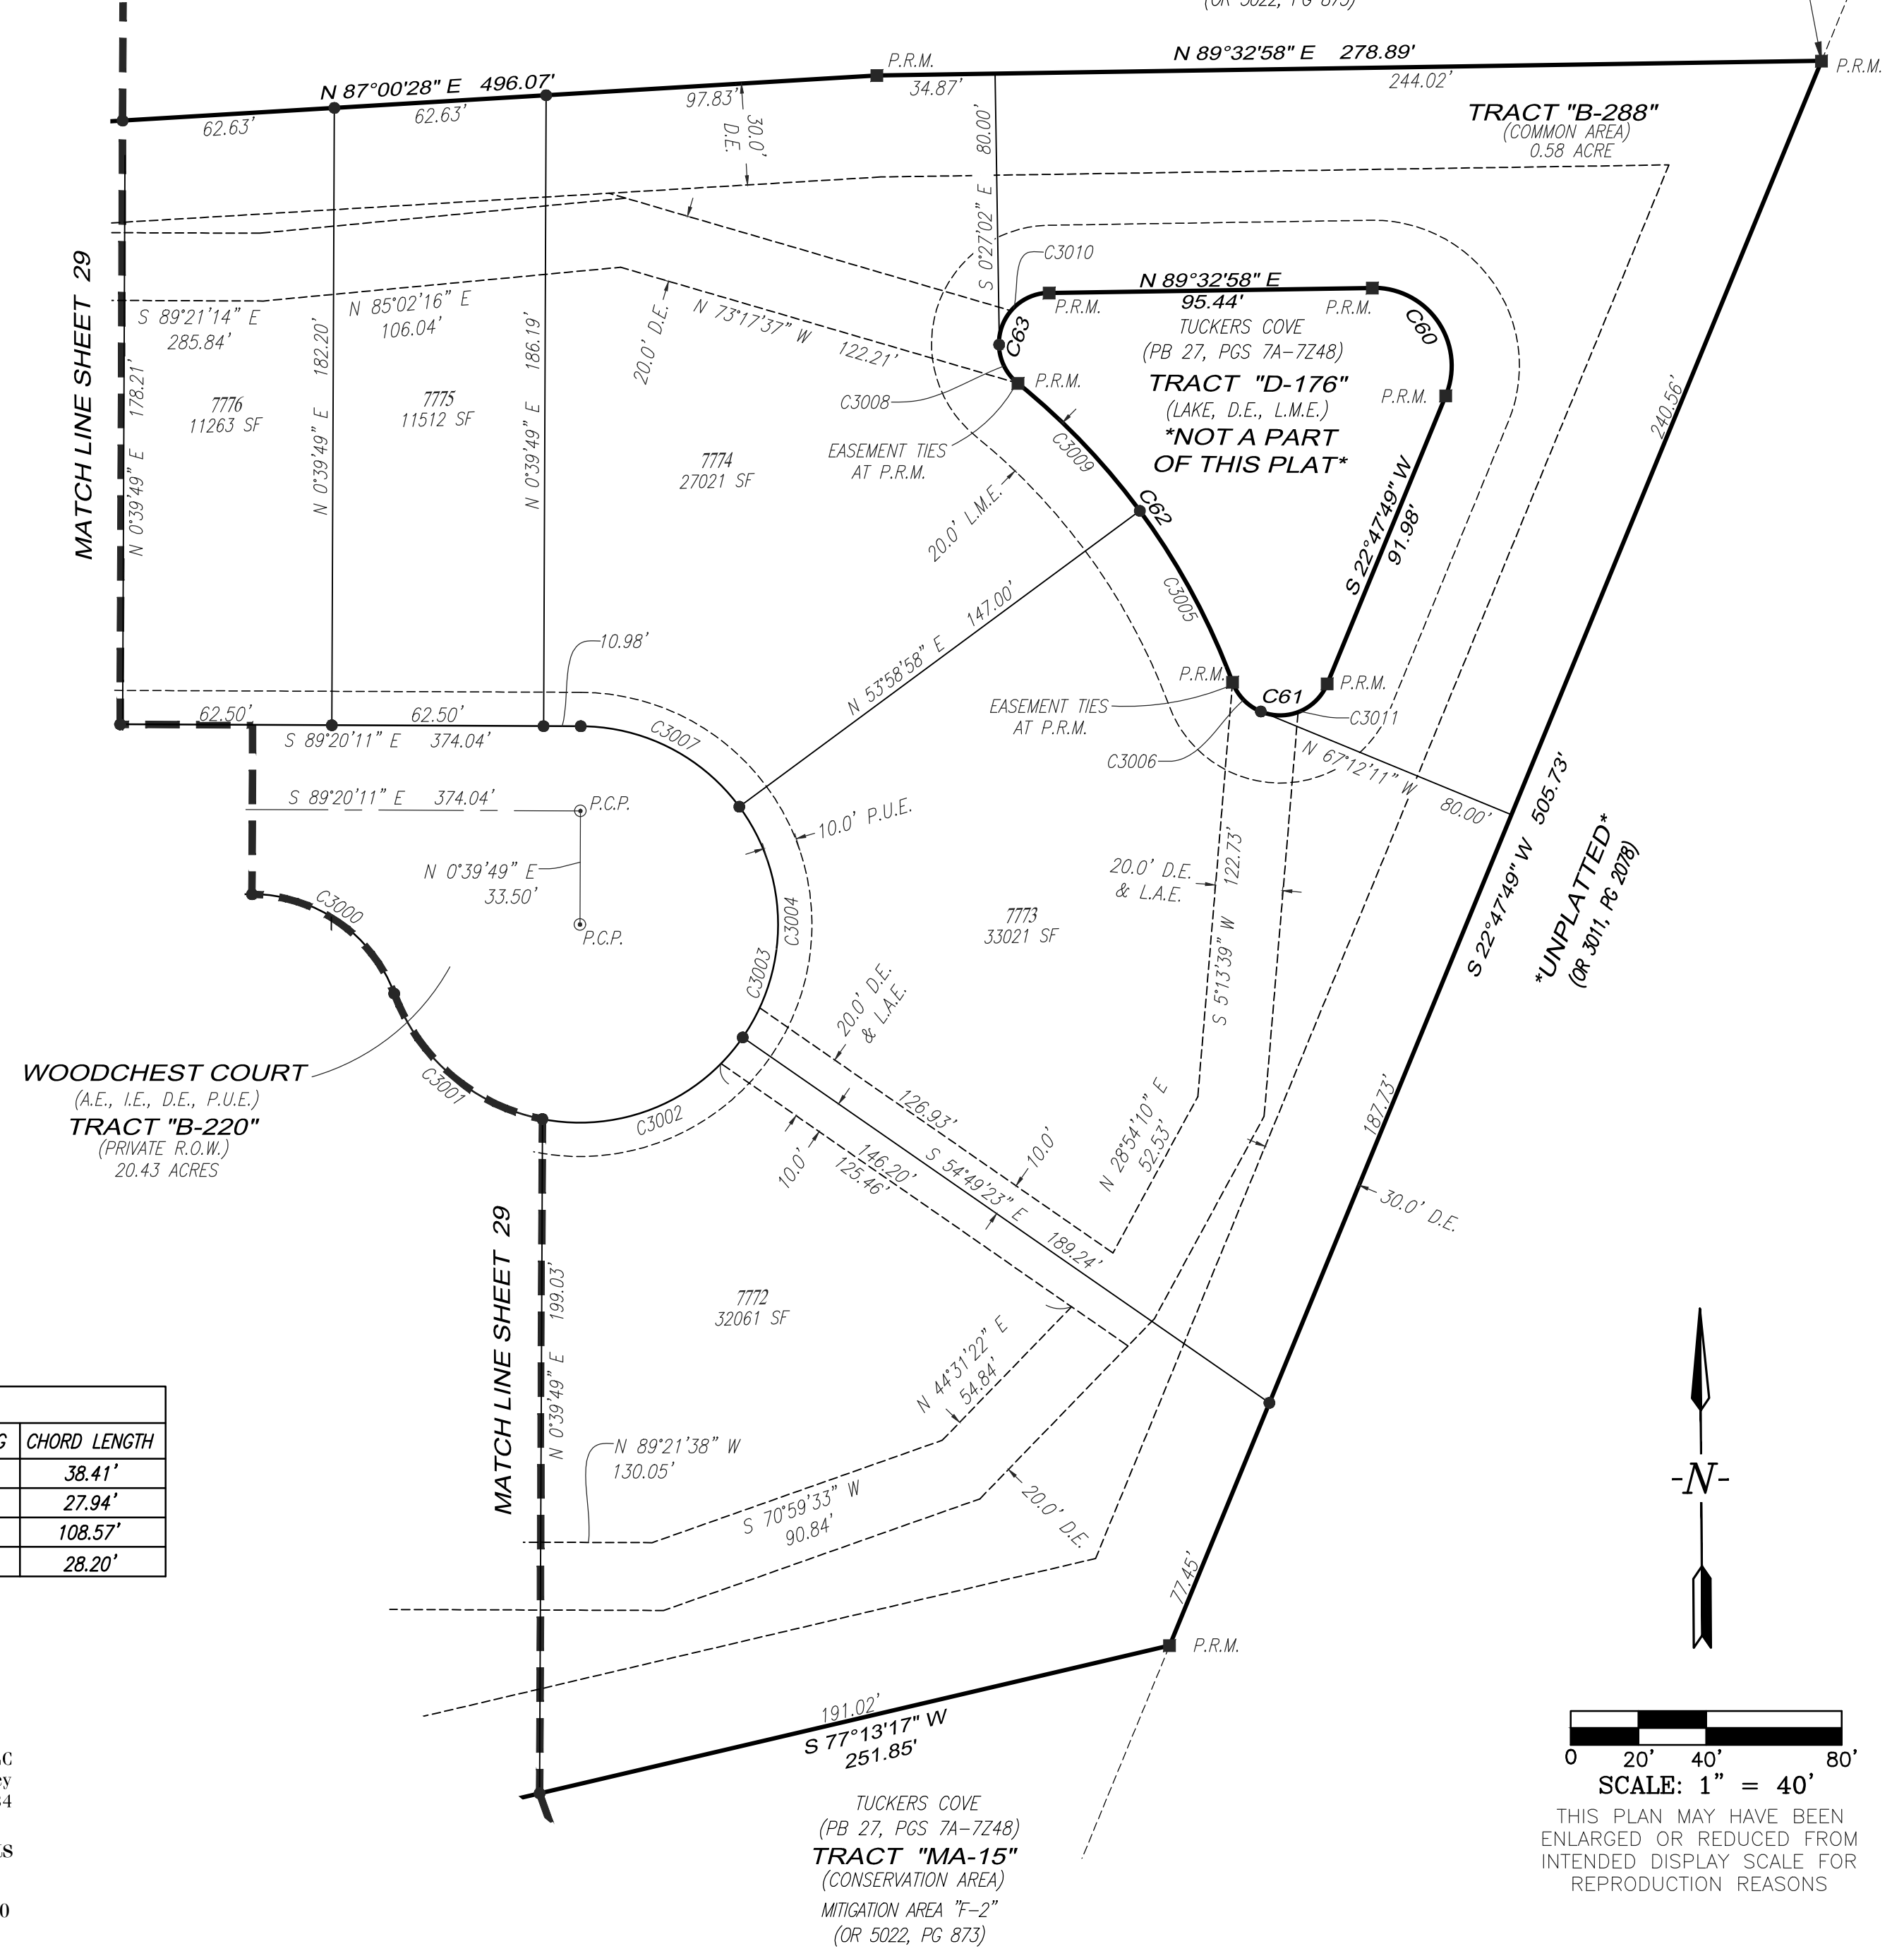 (OR 5022, PG 873)
N 89°32'58" E 278.89'
P.R.M.
P.R.M.
N 87°00'28" E 496.07'
34.87'
244.02'
97.83'
62.63'
62.63'
30.0'
D.E.
S 0°27'02" E 80.00'
TRACT "B-288"
(COMMON AREA)
0.58 ACRE
MATCH LINE SHEET 29
C3010
N 89°32'58" E
95.44'
P.R.M.
P.R.M.
C60
C63
S 89°21'14" E
285.84'
N 85°02'16" E
106.04'
20.0' D.E.
N 73°17'37" W 122.21'
TUCKERS COVE
(PB 27, PGS 7A-7Z48)
TRACT "D-176"
(LAKE, D.E., L.M.E.)
*NOT A PART
OF THIS PLAT*
P.R.M.
P.R.M.
C3008
C3009
EASEMENT TIES
AT P.R.M.
N 0°39'49" E 178.21'
7776
11263 SF
N 0°39'49" E 182.20'
7775
11512 SF
N 0°39'49" E 186.19'
7774
27021 SF
20.0' L.M.E.
C62
C3005
S 22°47'49" W
91.98'
240.56'
10.98'
N 53°58'58" E 147.00'
P.R.M.
P.R.M.
C61
EASEMENT TIES
AT P.R.M.
C3011
C3006
N 67°12'11" W 80.00'
62.50'
62.50'
S 89°20'11" E 374.04'
C3007
S 89°20'11" E 374.04'
P.C.P.
10.0' P.U.E.
N 0°39'49" E
33.50'
P.C.P.
C3000
C3004
C3003
7773
33021 SF
20.0' D.E.
& L.A.E.
S 5°13'39" W 122.73'
S 22°47'49" W 505.73'
*UNPLATTED*
(OR 3011, PG 2078)
20.0' D.E.
& L.A.E.
WOODCHEST COURT
(A.E., I.E., D.E., P.U.E.)
TRACT "B-220"
(PRIVATE R.O.W.)
20.43 ACRES
C3001
C3002
126.93'
10.0'
10.0'
146.20'
125.46'
S 54°49'23" E 189.24'
N 28°54'10" E
52.53'
187.73'
30.0' D.E.
MATCH LINE SHEET 29
N 0°39'49" E 199.03'
7772
32061 SF
N 44°31'22" E
54.84'
N 89°21'38" W
130.05'
S 70°59'33" W
90.84'
20.0' D.E.
77.45'
P.R.M.
G CHORD LENGTH
38.41'
27.94'
108.57'
28.20'
191.02'
S 77°13'17" W
251.85'
TUCKERS COVE
(PB 27, PGS 7A-7Z48)
TRACT "MA-15"
(CONSERVATION AREA)
MITIGATION AREA "F-2"
(OR 5022, PG 873)
-N-
0 20' 40' 80'
SCALE: 1" = 40'
THIS PLAN MAY HAVE BEEN
ENLARGED OR REDUCED FROM
INTENDED DISPLAY SCALE FOR
REPRODUCTION REASONS